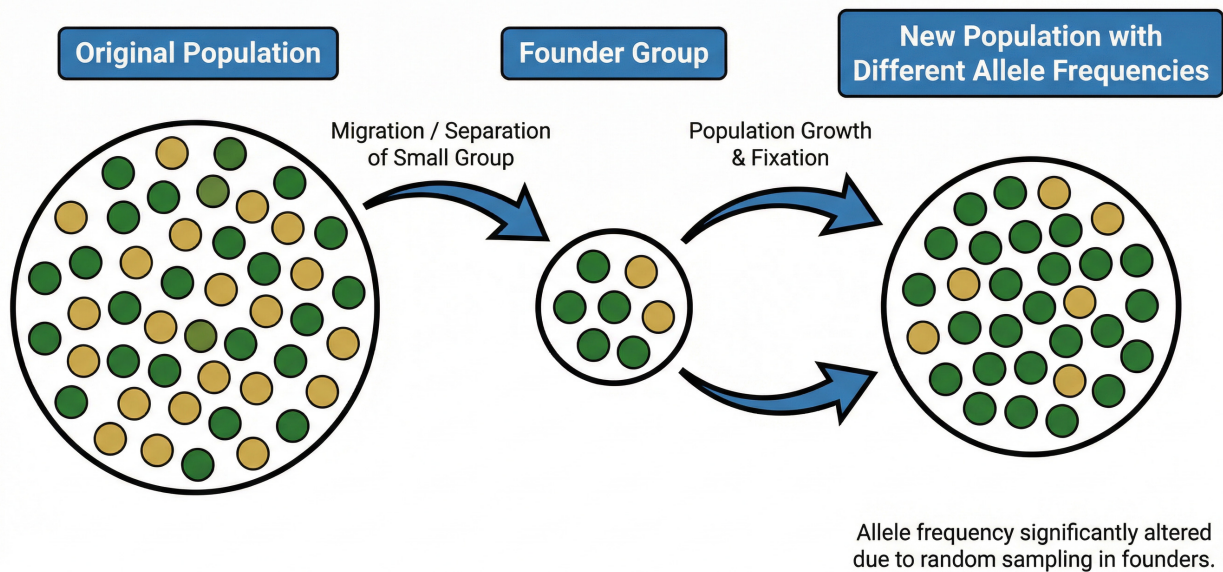 Original Population
Founder Group
New Population with
Different Allele Frequencies
Migration / Separation
of Small Group
Population Growth
& Fixation
Allele frequency significantly altered
due to random sampling in founders.